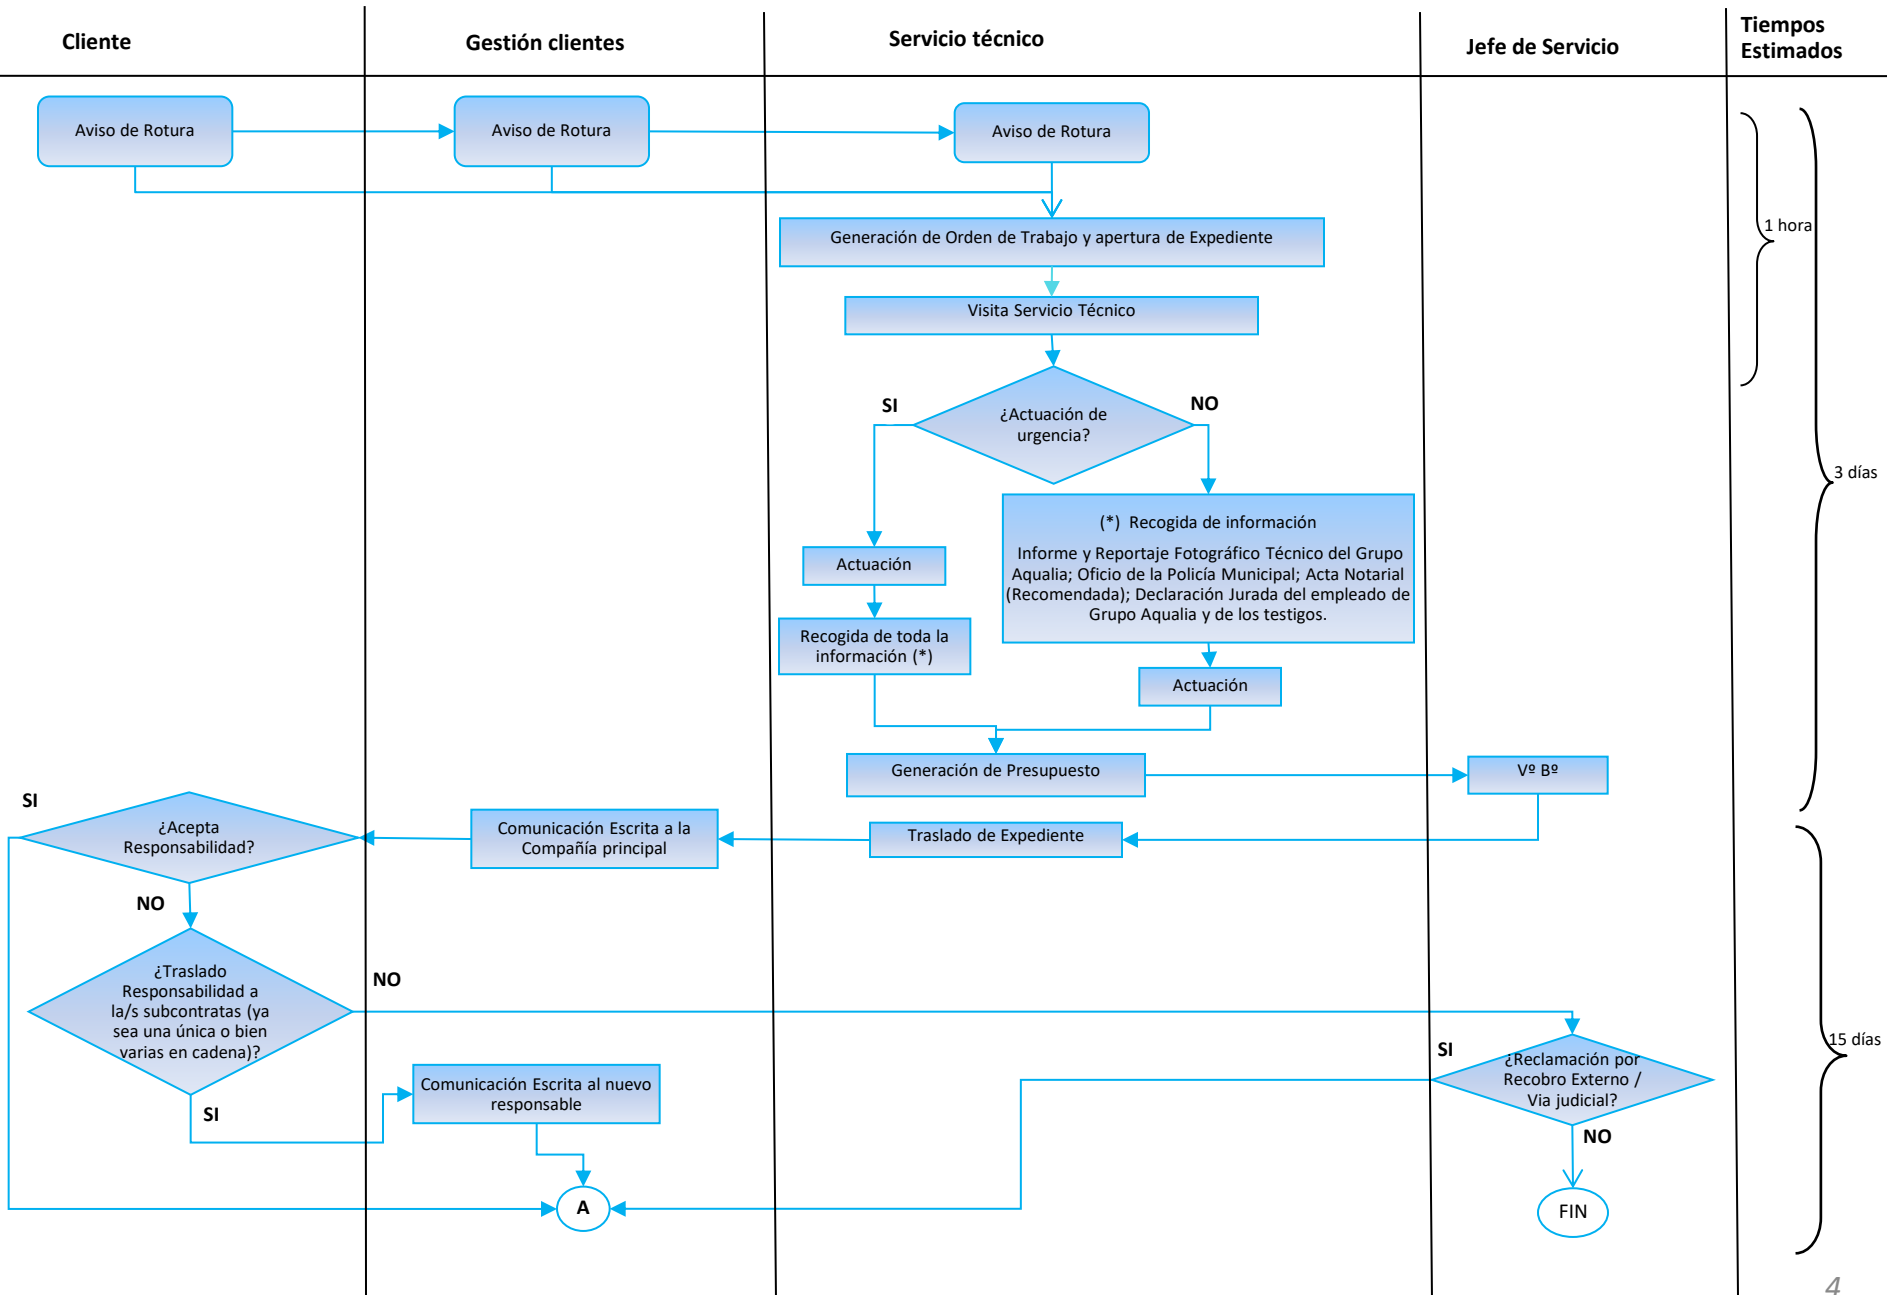 Cliente
Gestión clientes
Servicio técnico
Jefe de Servicio
Tiempos
Estimados
Aviso de Rotura
Aviso de Rotura
Aviso de Rotura
1 hora
Generación de Orden de Trabajo y apertura de Expediente
Visita Servicio Técnico
SI
¿Actuación de
urgencia?
NO
3 días
Actuación
Recogida de toda la
información (*)
(*) Recogida de información
Informe y Reportaje Fotográfico Técnico del Grupo
Aqualia; Oficio de la Policía Municipal; Acta Notarial
(Recomendada); Declaración Jurada del empleado de
Grupo Aqualia y de los testigos.
Actuación
Generación de Presupuesto
Vº Bº
SI
¿Acepta
Responsabilidad?
Comunicación Escrita a la
Compañía principal
Traslado de Expediente
NO
¿Traslado
Responsabilidad a
la/s subcontratas (ya
sea una única o bien
varias en cadena)?
NO
SI
Comunicación Escrita al nuevo
responsable
SI
¿Reclamación por
Recobro Externo /
Via judicial?
15 días
NO
A
FIN
4